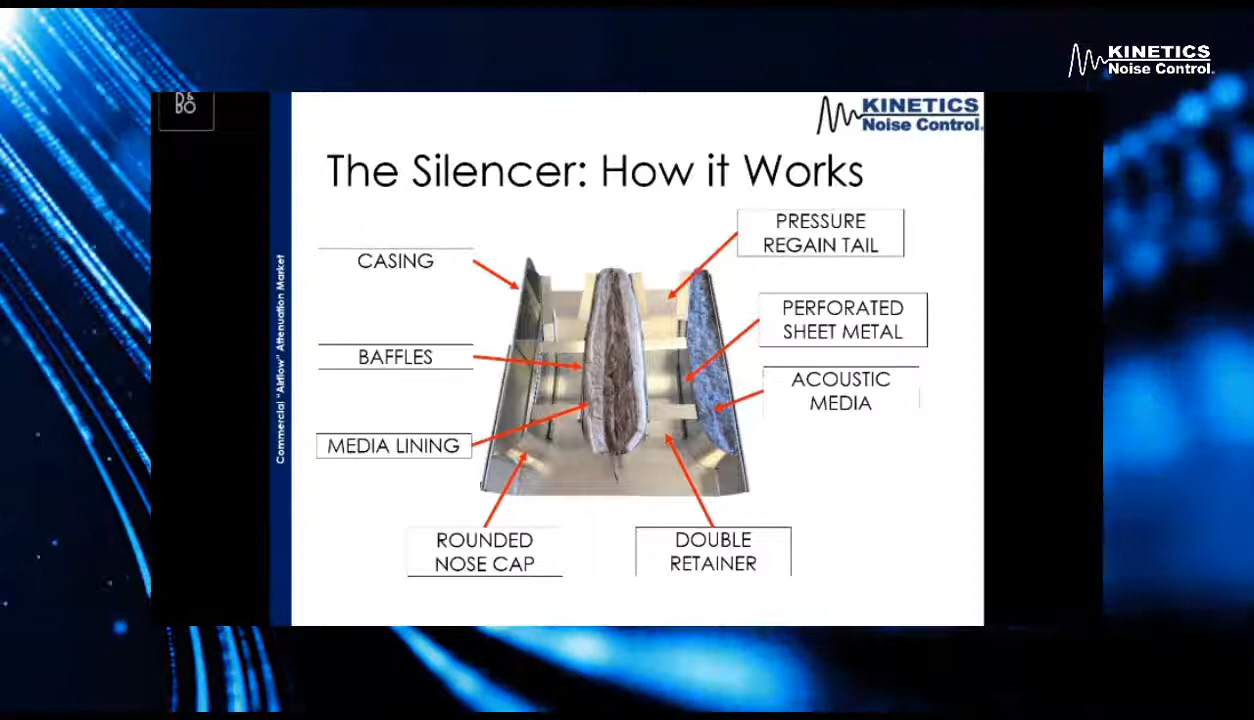 KINETICS
Noise Control.
B&
BO
KINETICS
Noise Control.
The Silencer: How it Works
PRESSURE
REGAIN TAIL
CASING
PERFORATED
SHEET METAL
BAFFLES
ACOUSTIC
MEDIA
MEDIA LINING
ROUNDED
NOSE CAP
DOUBLE
RETAINER
Commercial "Airflow" Attenuation Market